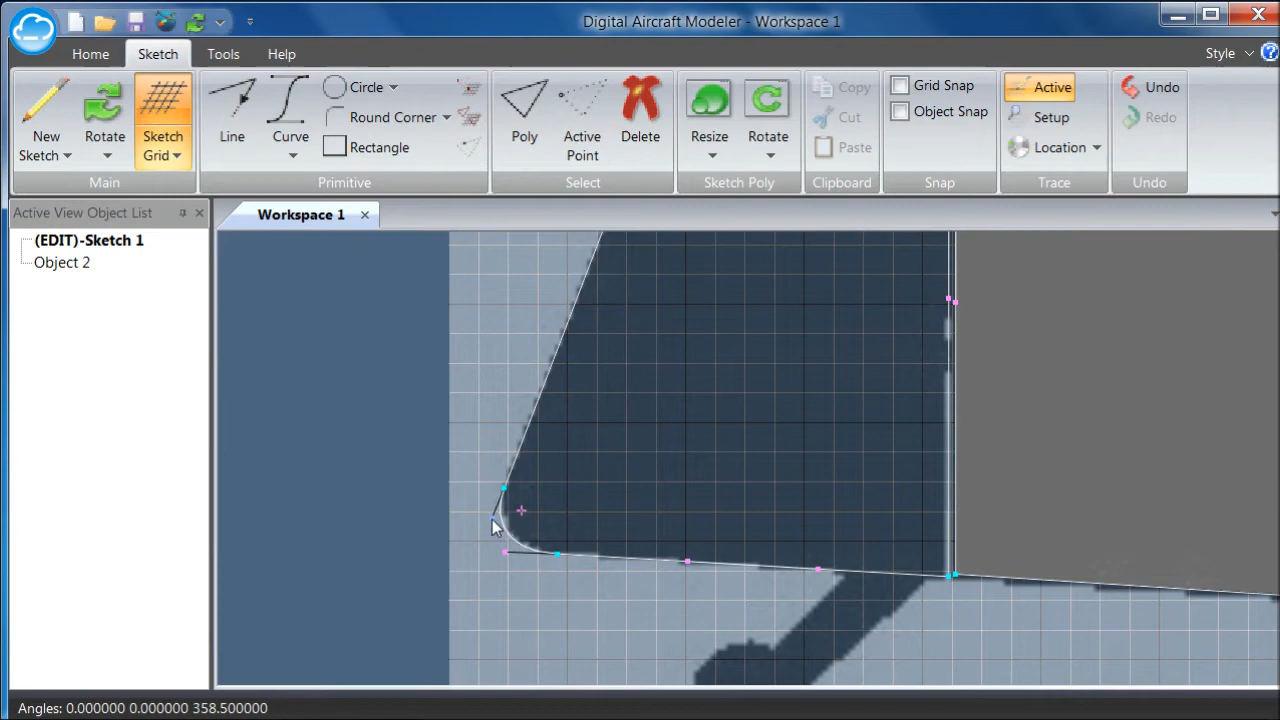 Digital Aircraft Modeler - Workspace 1
Home Sketch Tools Help Style
New Sketch
Rotate
Sketch Grid
Main
Line
Curve
Circle
Round Corner
Rectangle
Primitive
Poly
Active Point
Delete
Select
Resize
Rotate
Sketch Poly
Copy
Cut
Paste
Clipboard
Grid Snap
Object Snap
Snap
Active
Setup
Location
Trace
Undo
Redo
Undo
Active View Object List
Workspace 1
(EDIT)-Sketch 1
Object 2
Angles: 0.000000 0.000000 358.500000